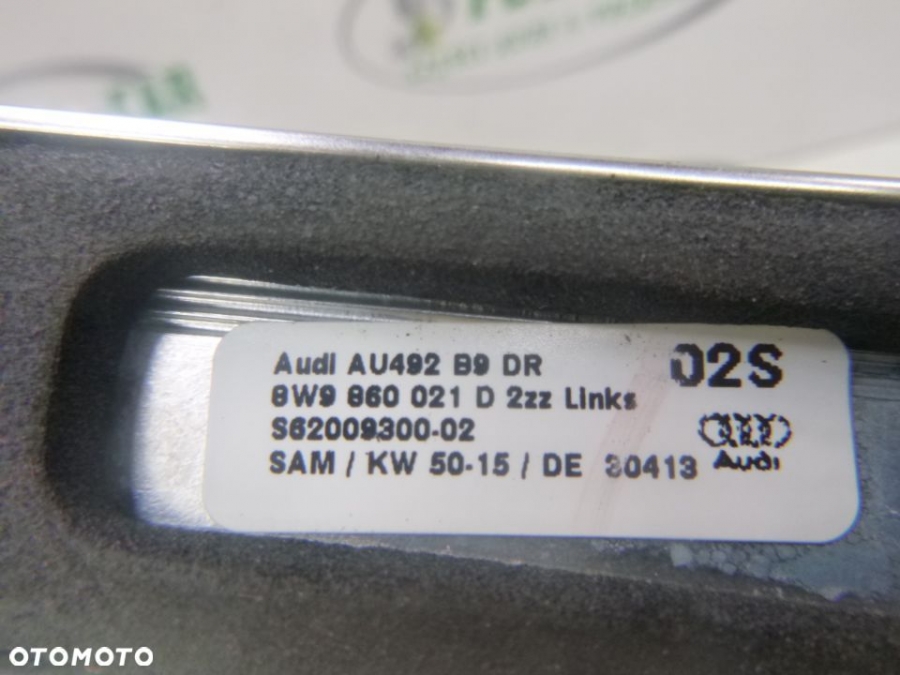 Audi AU492 B9 DR 02S
8W9 860 021 D 2zz Links
S62009300-02
Audi
SAM / KW 50-15 / DE 30413
OTOMOTO